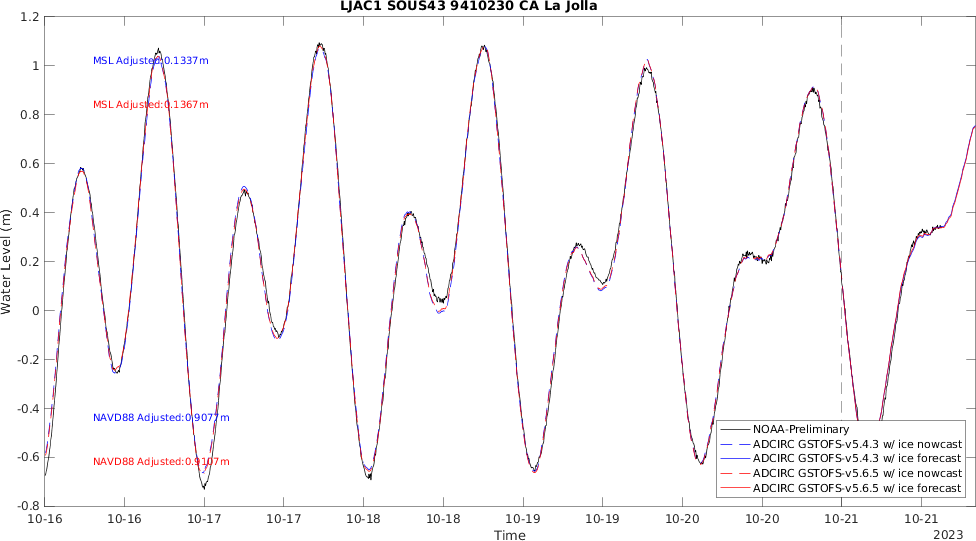 LJAC1 SOUS43 9410230 CA La Jolla
1.2
1
0.8
0.6
0.4
0.2
0
-0.2
-0.4
-0.6
-0.8
Water Level (m)
MSL Adjusted:0.1337m
MSL Adjusted:0.1367m
NAVD88 Adjusted:0.9077m
NAVD88 Adjusted:0.9107m
NOAA-Preliminary
ADCIRC GSTOFS-v5.4.3 w/ ice nowcast
ADCIRC GSTOFS-v5.4.3 w/ ice forecast
ADCIRC GSTOFS-v5.6.5 w/ ice nowcast
ADCIRC GSTOFS-v5.6.5 w/ ice forecast
10-16 10-16 10-17 10-17 10-18 10-18 10-19 10-19 10-20 10-20 10-21 10-21
Time
2023